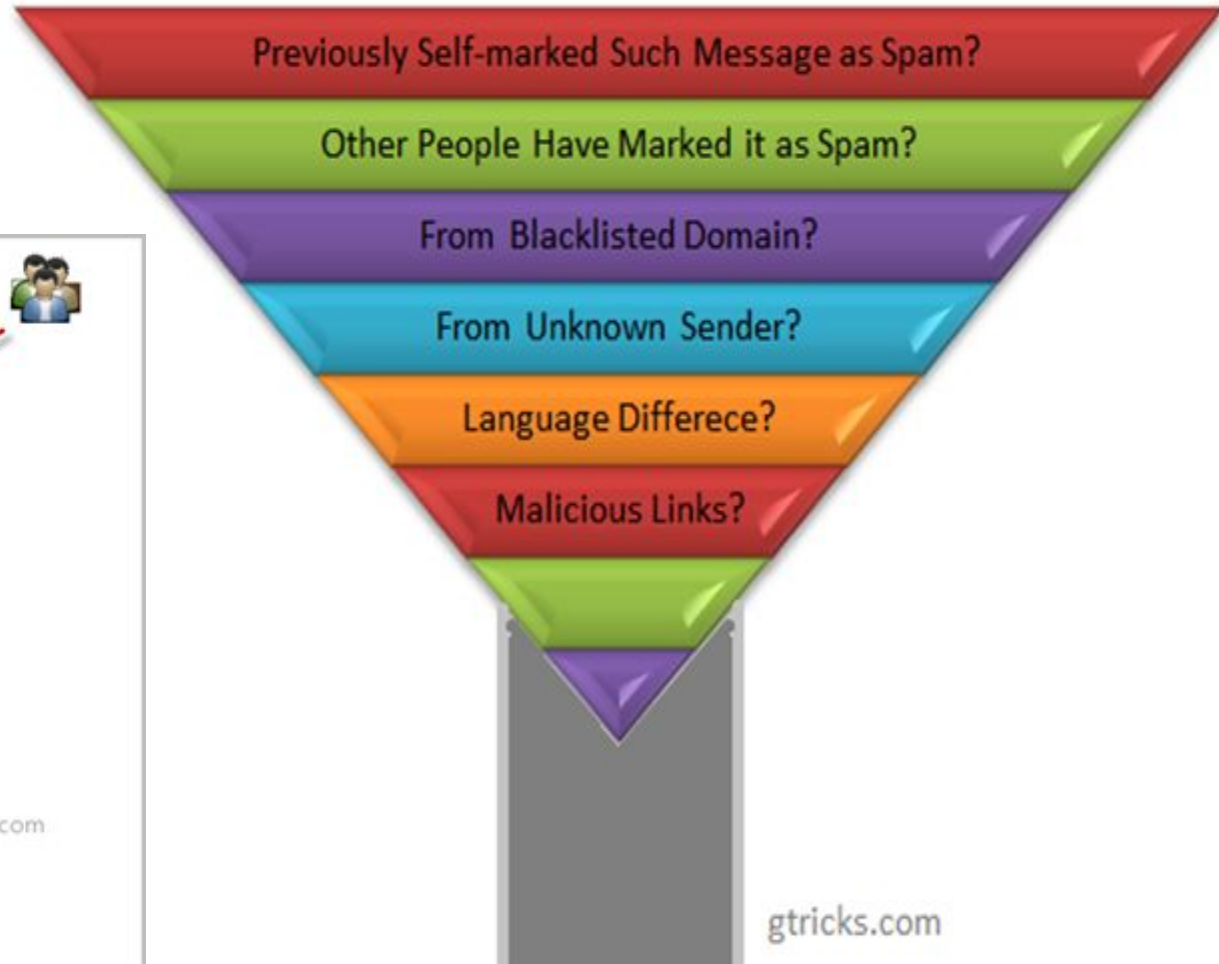 Previously Self-marked Such Message as Spam?
Other People Have Marked it as Spam?
From Blacklisted Domain?
From Unknown Sender?
Language Differece?
Malicious Links?
com
gtricks.com